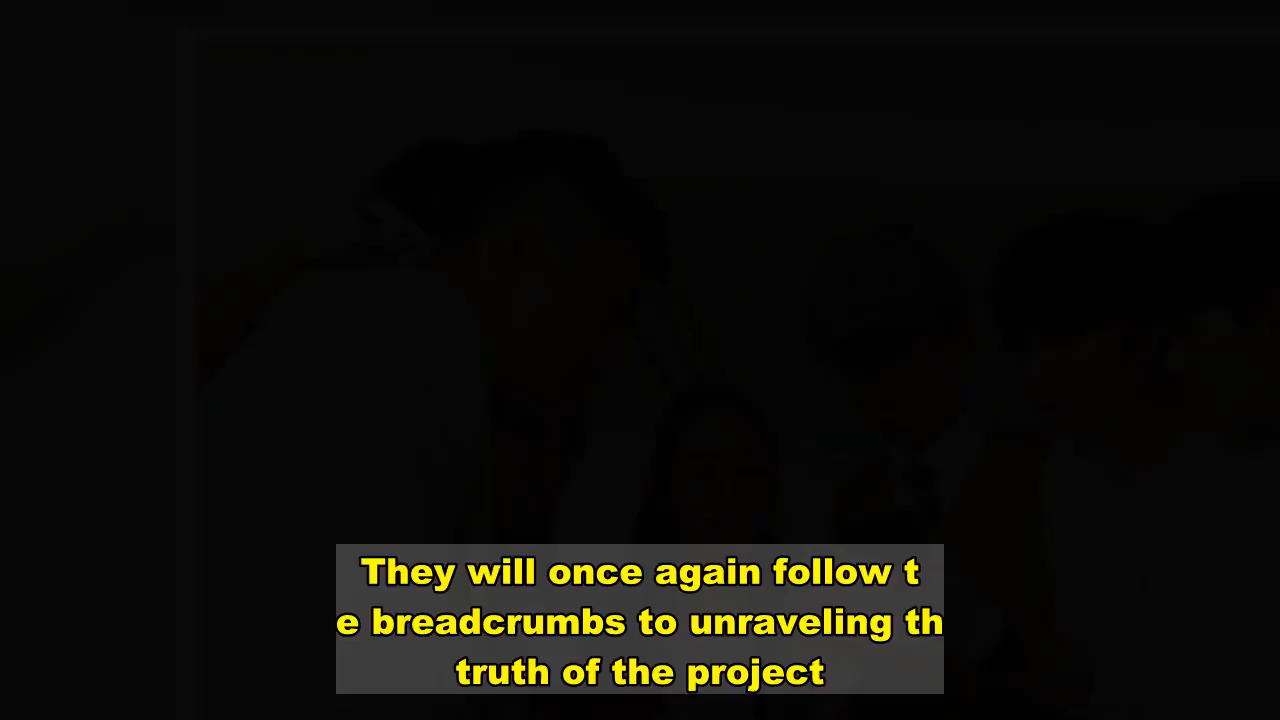 They will once again follow t
e breadcrumbs to unraveling th
truth of the project